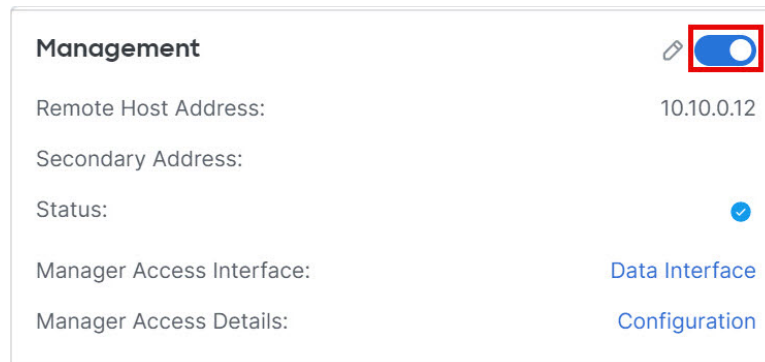 Management
Remote Host Address: 10.10.0.12
Secondary Address:
Status:
Manager Access Interface: Data Interface
Manager Access Details: Configuration